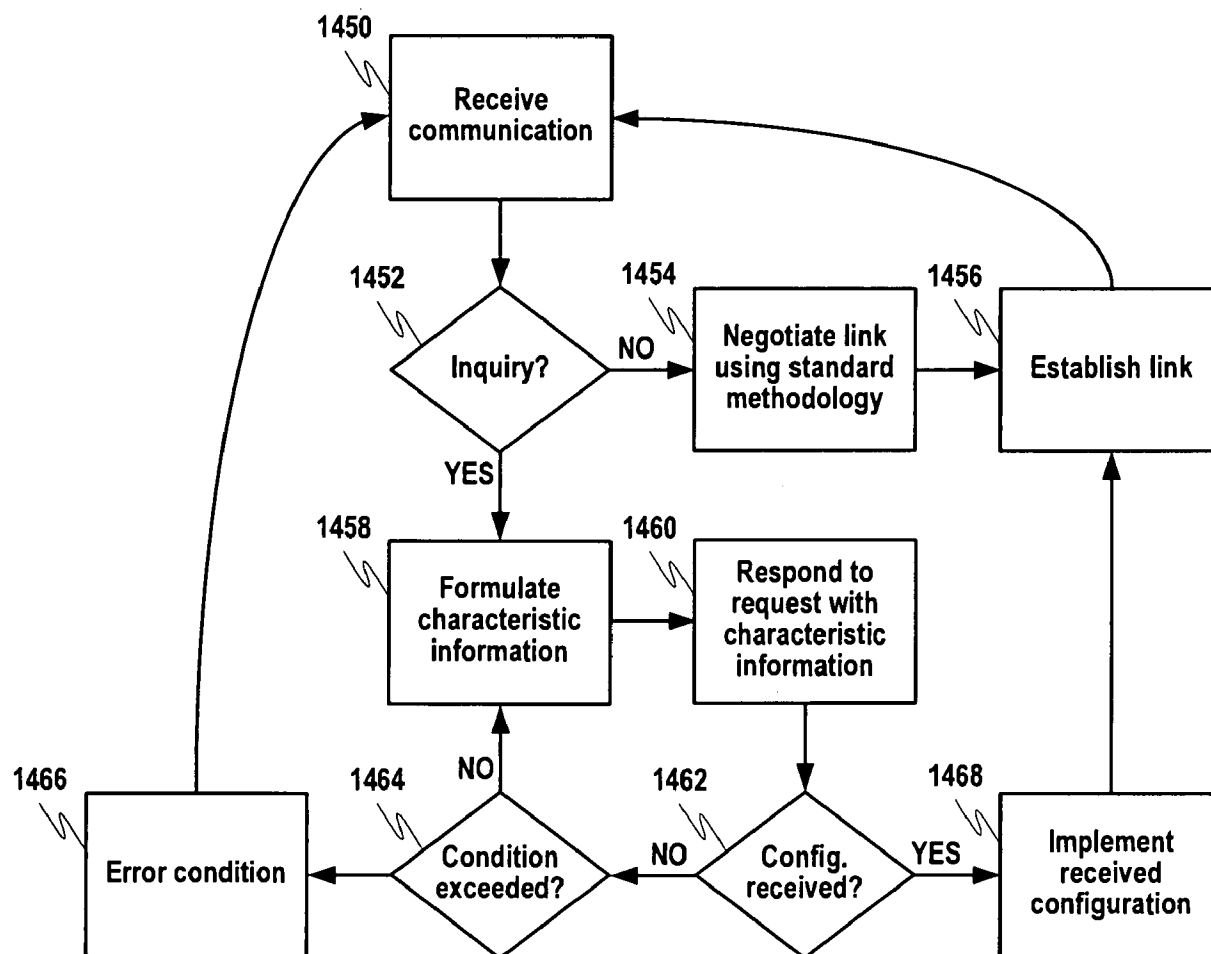 1450
Receive
communication
1452
Inquiry?
NO
YES
1454
Negotiate link
using standard
methodology
1456
Establish link
1458
Formulate
characteristic
information
1460
Respond to
request with
characteristic
information
1466
Error condition
1464
NO
Condition
exceeded?
1462
NO
Config.
received?
YES
1468
Implement
received
configuration